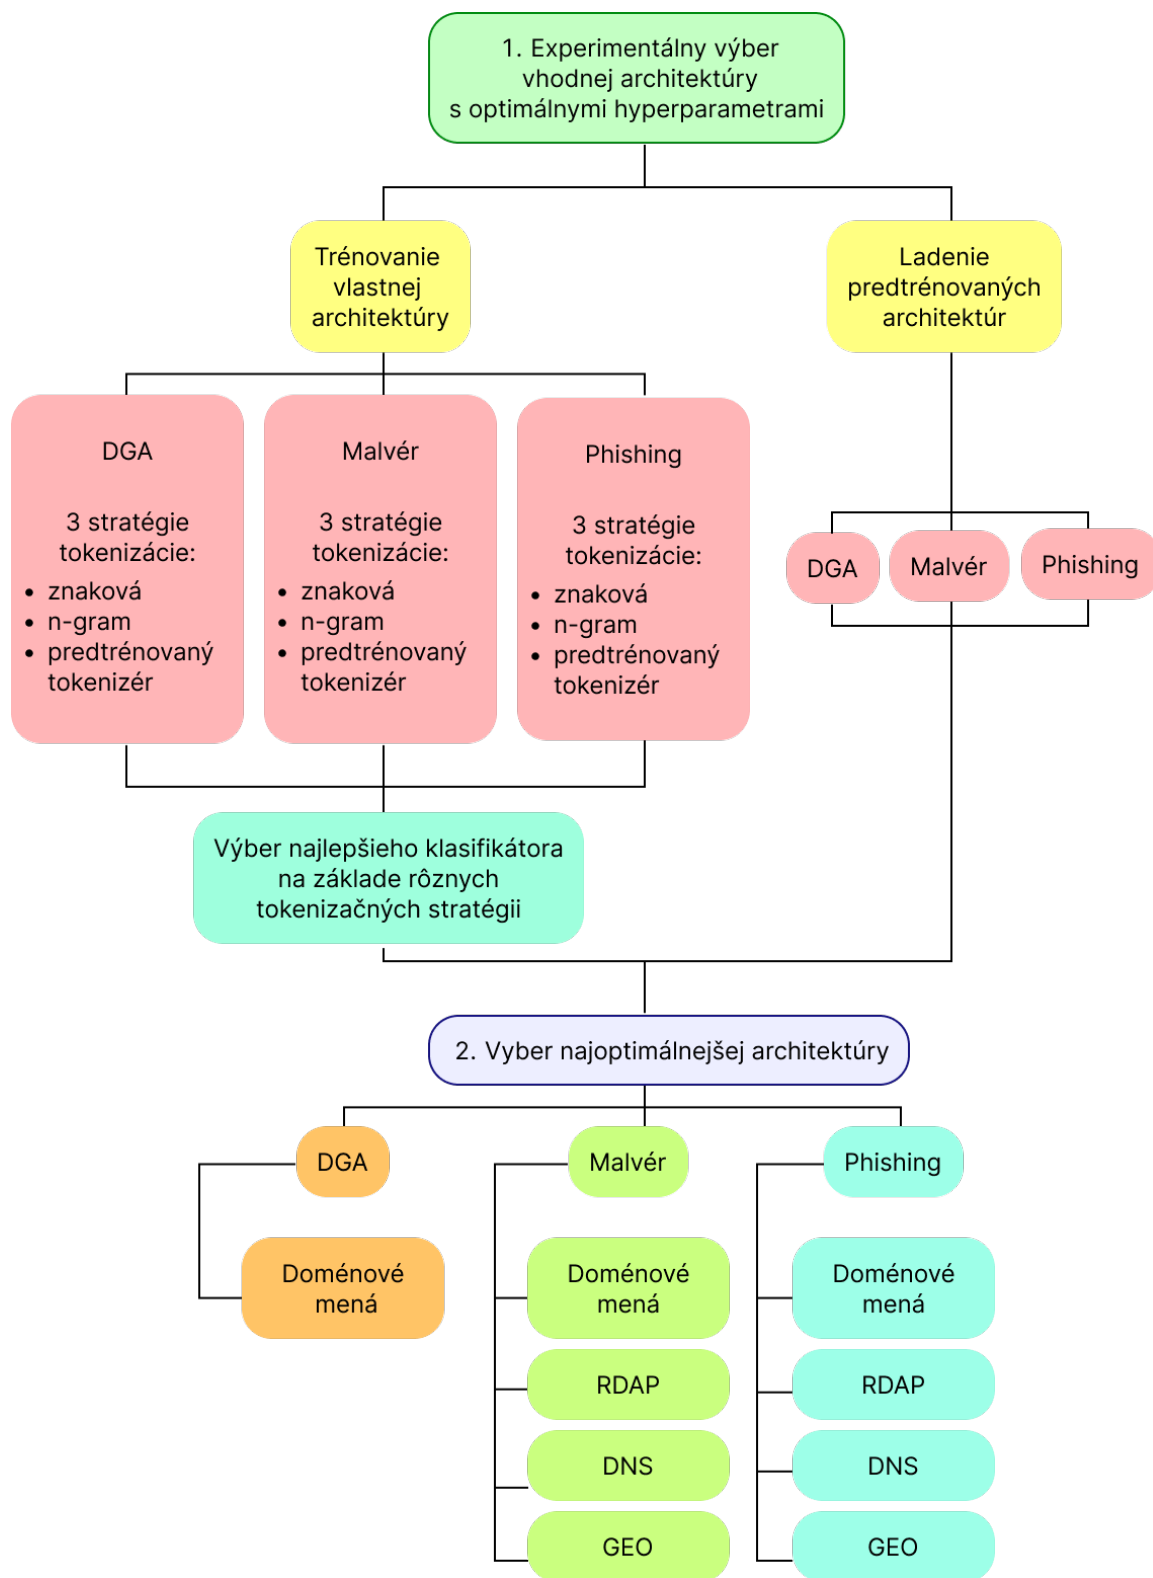 1. Experimentálny výber
vhodnej architektúry
s optimálnymi hyperparametrami
Trénovanie
vlastnej
architektúry
Ladenie
predtrénovaných
architektúr
DGA
3 stratégie
tokenizácie:
• znaková
• n-gram
• predtrénovaný
tokenizér
Malvér
3 stratégie
tokenizácie:
• znaková
• n-gram
• predtrénovaný
tokenizér
Phishing
3 stratégie
tokenizácie:
• znaková
• n-gram
• predtrénovaný
tokenizér
DGA
Malvér
Phishing
Výber najlepšieho klasifikátora
na základe rôznych
tokenizačných stratégii
2. Vyber najoptimálnejšej architektúry
DGA
Doménové
mená
Malvér
Doménové
mená
RDAP
DNS
GEO
Phishing
Doménové
mená
RDAP
DNS
GEO